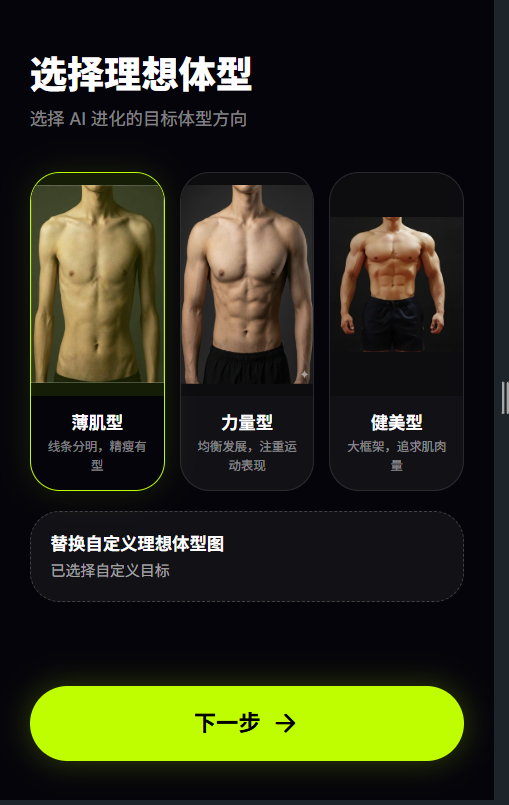 选择理想体型
选择 AI 进化的目标体型方向
薄肌型
线条分明，精瘦有
型
力量型
均衡发展，注重运
动表现
健美型
大框架，追求肌肉
量
替换自定义理想体型图
已选择自定义目标
下一步 →